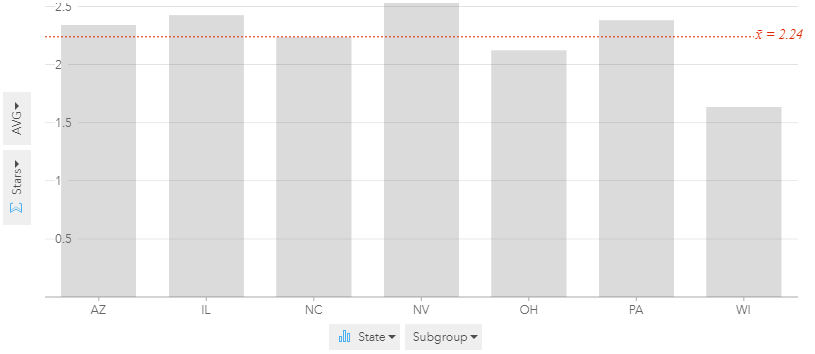 2.5
x̄ = 2.24
2
AVG
1.5
Stars
1
0.5
AZ IL NC NV OH PA WI
State Subgroup